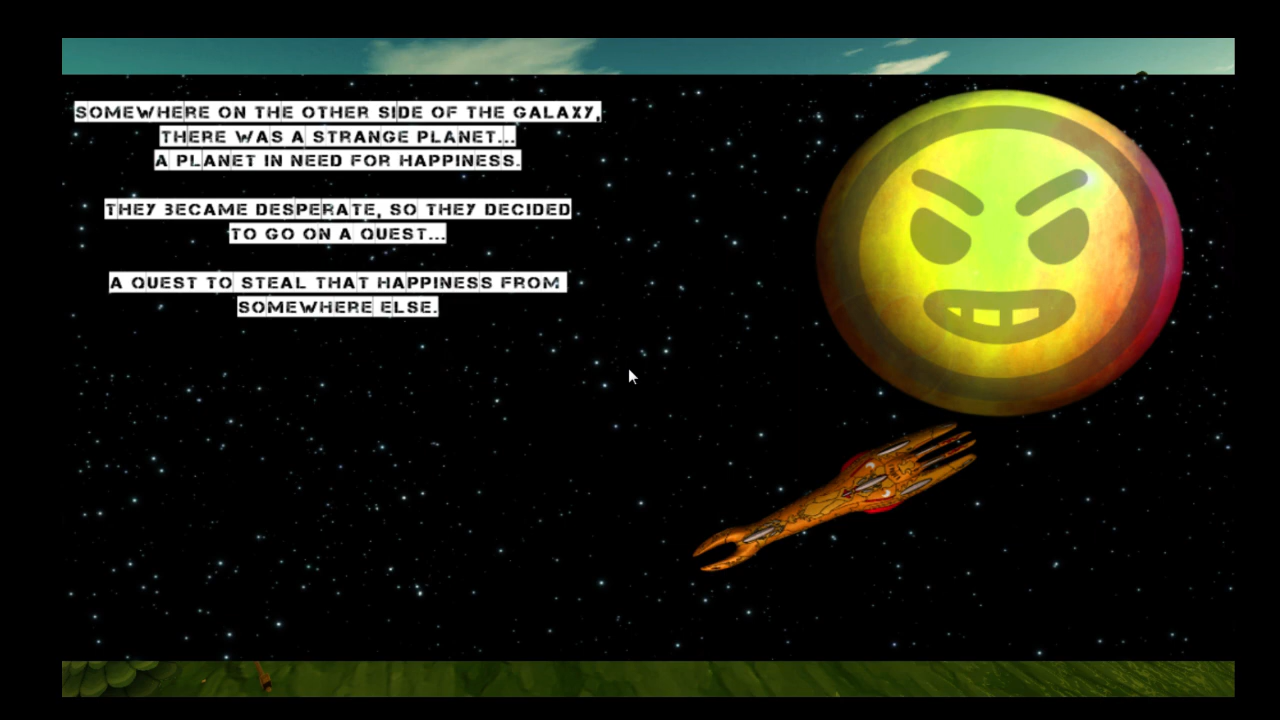 SOMEWHERE ON THE OTHER SIDE OF THE GALAXY,
THERE WAS A STRANGE PLANET...
A PLANET IN NEED FOR HAPPINESS.
THEY BECAME DESPERATE, SO THEY DECIDED
TO GO ON A QUEST...
A QUEST TO STEAL THAT HAPPINESS FROM
SOMEWHERE ELSE.